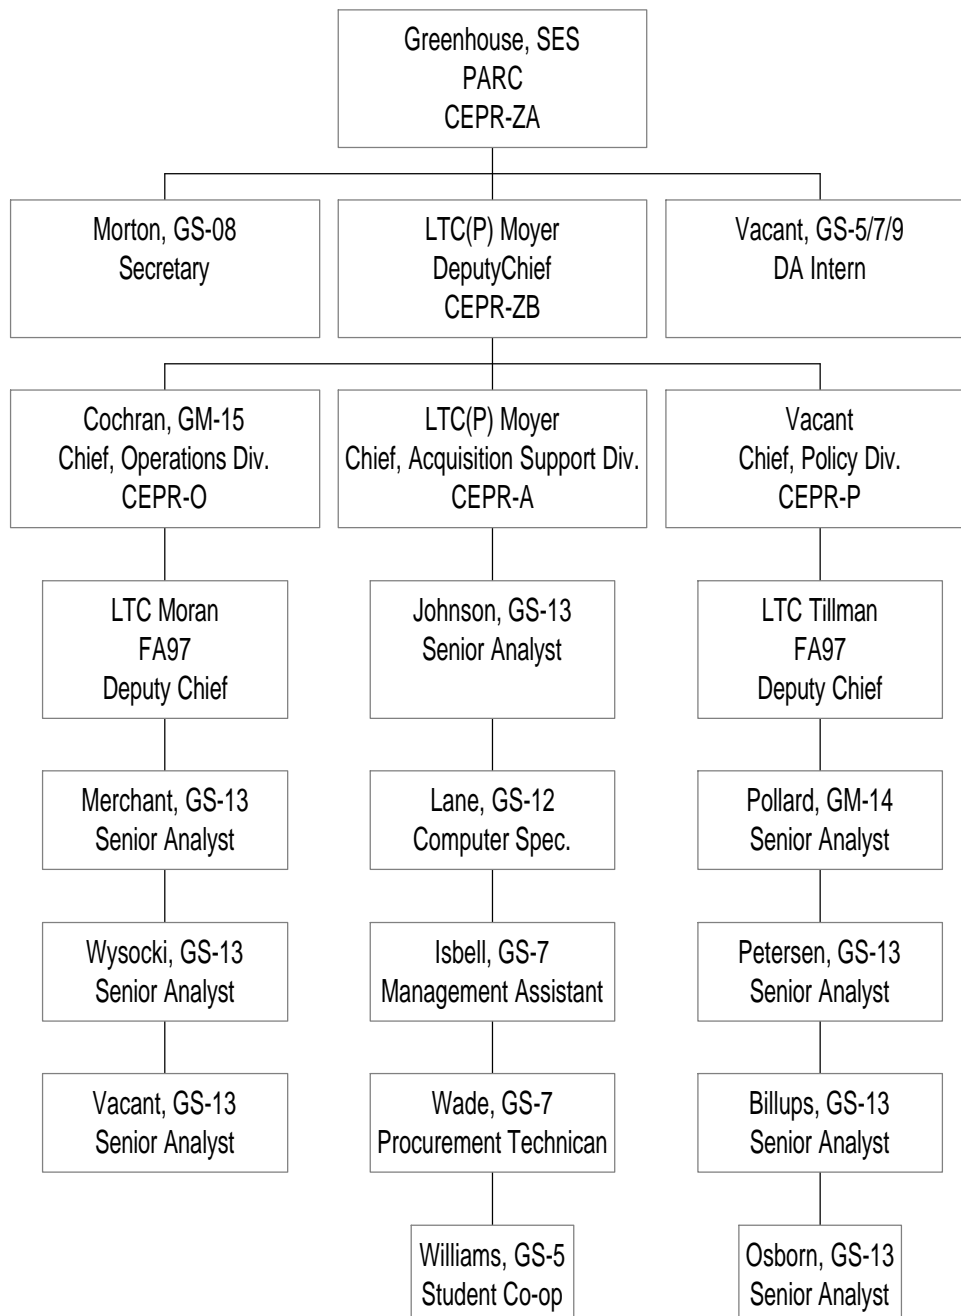 Greenhouse, SES
PARC
CEPR-ZA
Morton, GS-08
Secretary
LTC(P) Moyer
DeputyChief
CEPR-ZB
Vacant, GS-5/7/9
DA Intern
Cochran, GM-15
Chief, Operations Div.
CEPR-O
LTC(P) Moyer
Chief, Acquisition Support Div.
CEPR-A
Vacant
Chief, Policy Div.
CEPR-P
LTC Moran
FA97
Deputy Chief
Johnson, GS-13
Senior Analyst
LTC Tillman
FA97
Deputy Chief
Merchant, GS-13
Senior Analyst
Lane, GS-12
Computer Spec.
Pollard, GM-14
Senior Analyst
Wysocki, GS-13
Senior Analyst
Isbell, GS-7
Management Assistant
Petersen, GS-13
Senior Analyst
Vacant, GS-13
Senior Analyst
Wade, GS-7
Procurement Technican
Billups, GS-13
Senior Analyst
Williams, GS-5
Student Co-op
Osborn, GS-13
Senior Analyst